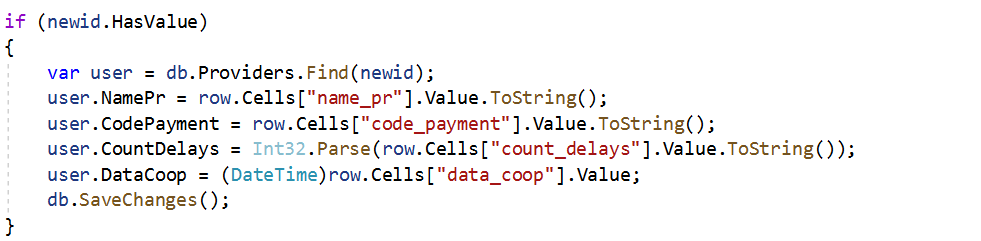 if (newid.HasValue)
{
    var user = db.Providers.Find(newid);
    user.NamePr = row.Cells["name_pr"].Value.ToString();
    user.CodePayment = row.Cells["code_payment"].Value.ToString();
    user.CountDelays = Int32.Parse(row.Cells["count_delays"].Value.ToString());
    user.DataCoop = (DateTime)row.Cells["data_coop"].Value;
    db.SaveChanges();
}